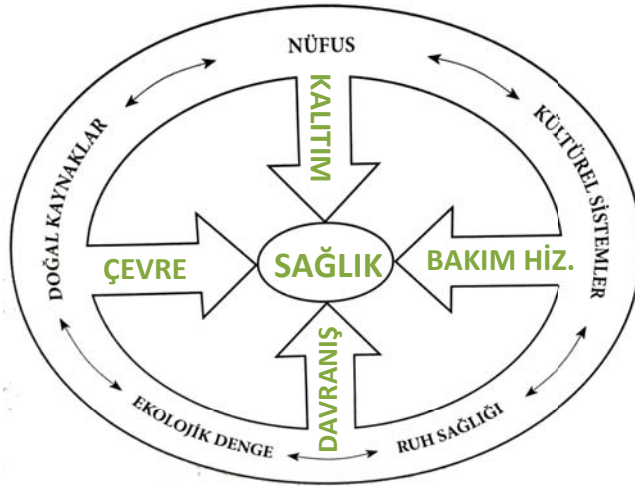 NÜFUS
KALITIM
DOĞAL KAYNAKLAR
KÜLTÜREL SİSTEMLER
ÇEVRE
SAĞLIK
BAKIM HİZ.
DAVRANIŞ
EKOLOJİK DENGE
RUH SAĞLIĞI